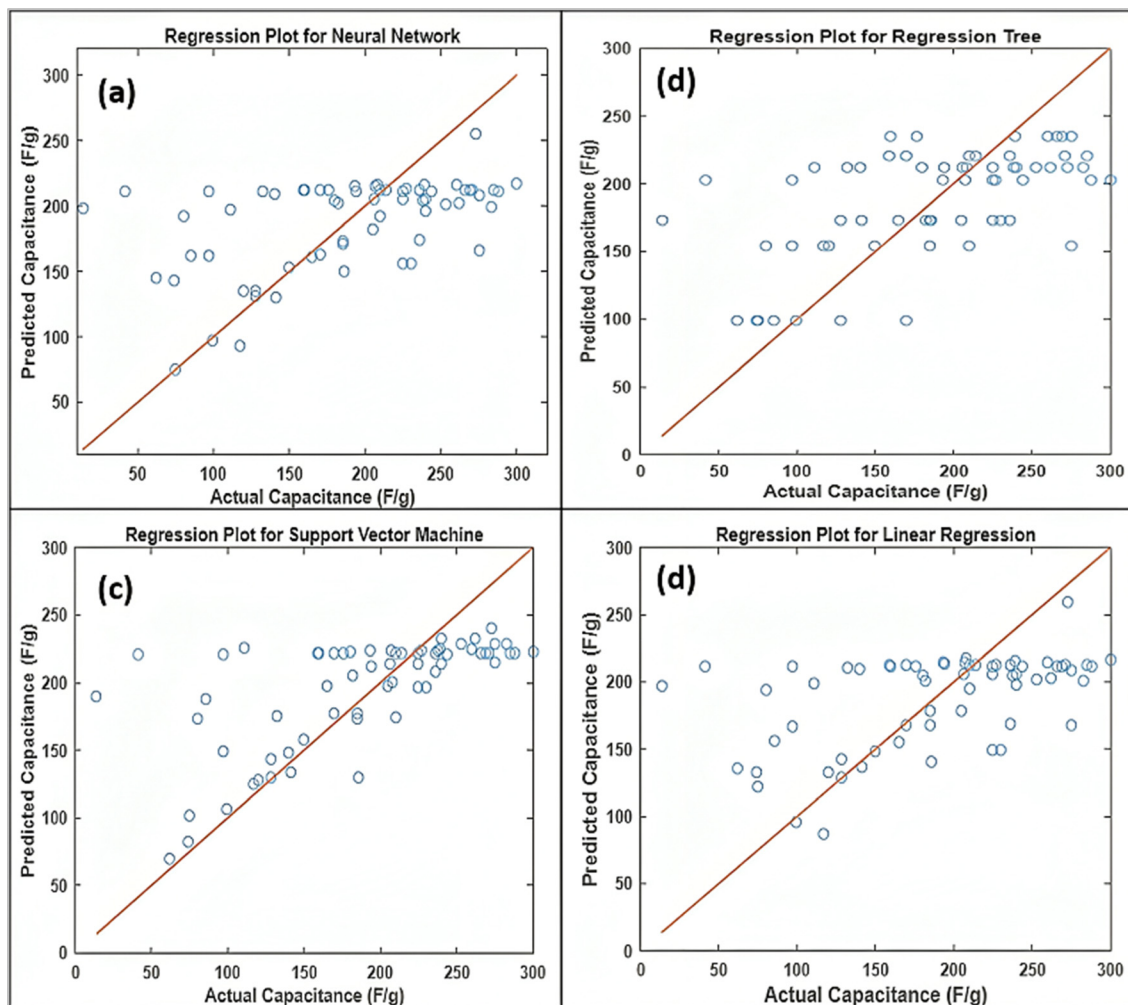 Regression Plot for Neural Network
(a)
300
250
200
150
100
50
Predicted Capacitance (F/g)
50 100 150 200 250 300
Actual Capacitance (F/g)
Regression Plot for Regression Tree
(d)
300
250
200
150
100
50
0
Predicted Capacitance (F/g)
0 50 100 150 200 250 300
Actual Capacitance (F/g)
Regression Plot for Support Vector Machine
(c)
300
250
200
150
100
50
0
Predicted Capacitance (F/g)
0 50 100 150 200 250 300
Actual Capacitance (F/g)
Regression Plot for Linear Regression
(d)
300
250
200
150
100
50
0
Predicted Capacitance (F/g)
0 50 100 150 200 250 300
Actual Capacitance (F/g)